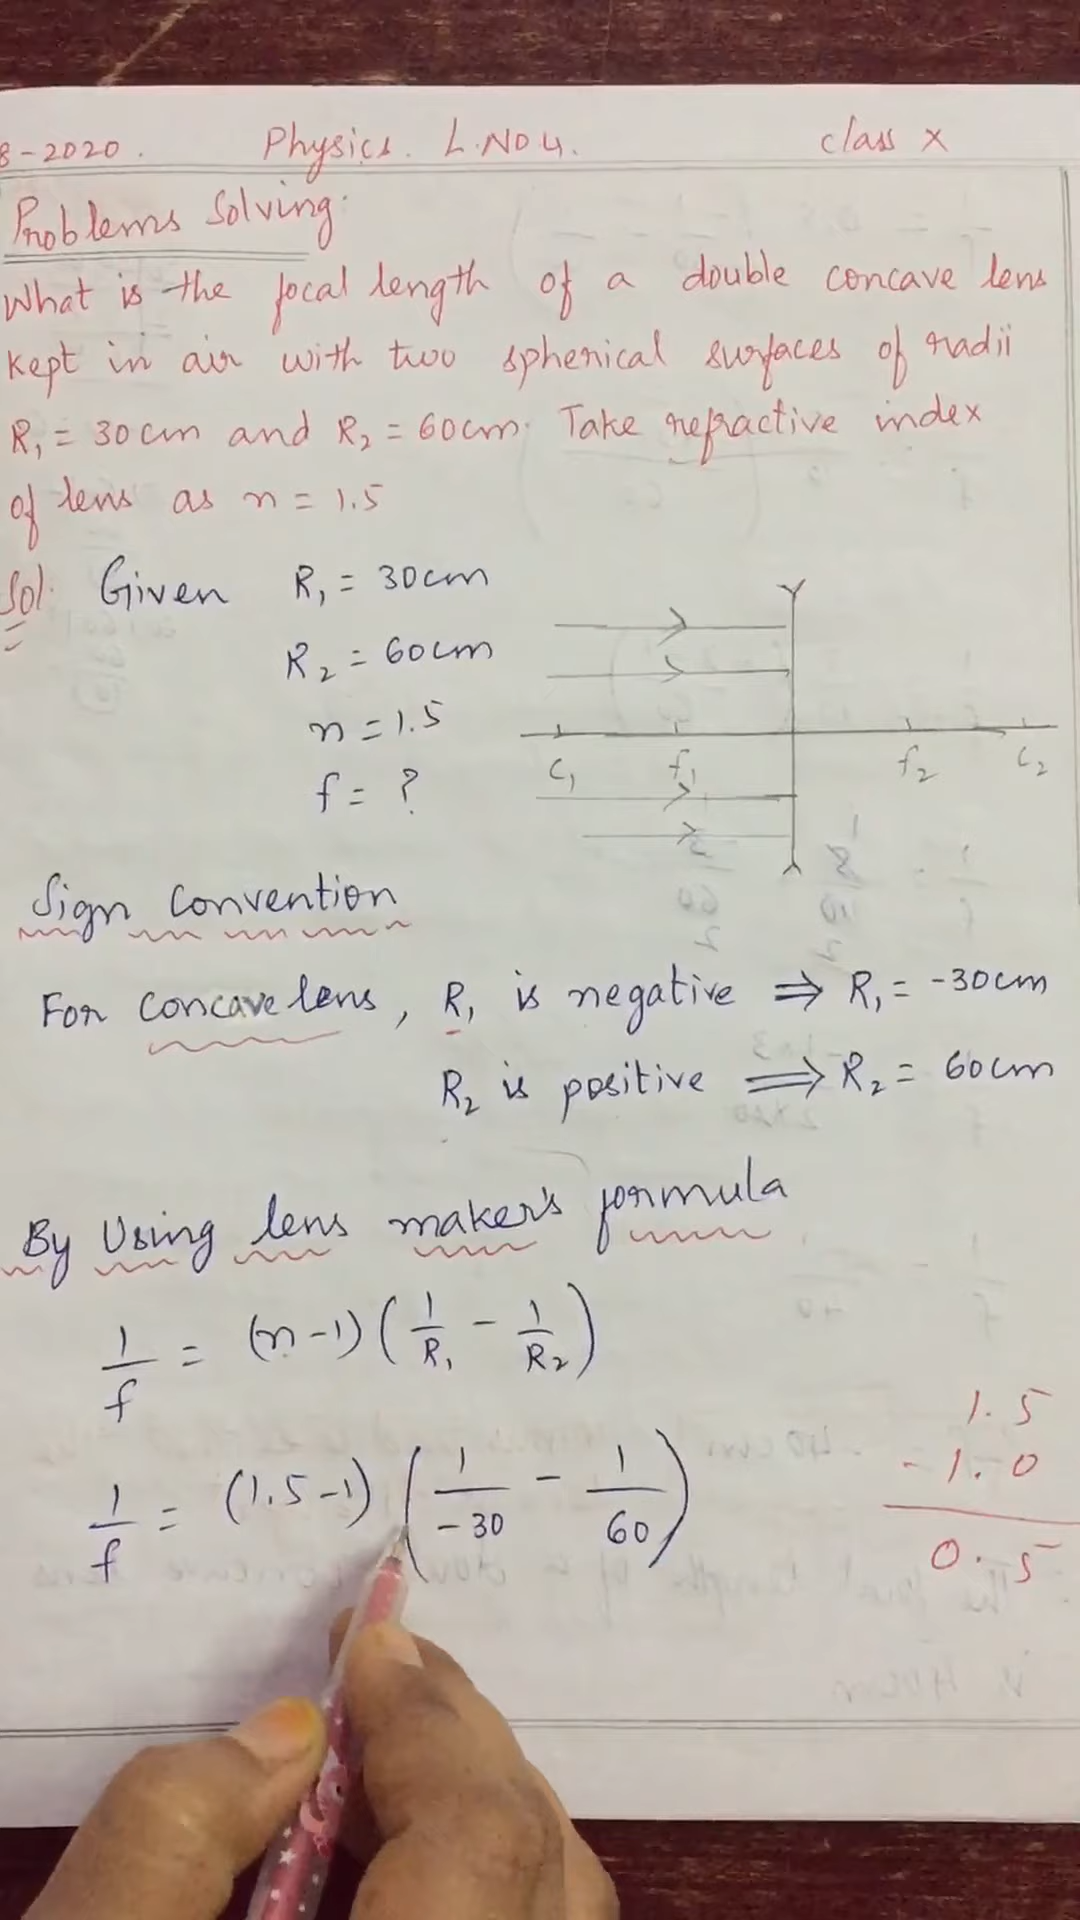 8-2020. Physics. L.NO 4. class X
Problems Solving:
What is the focal length of a double concave lens
kept in air with two spherical surfaces of radii
R₁ = 30cm and R₂ = 60cm. Take refractive index
of lens as n = 1.5
Sol. Given R₁ = 30cm
R₂ = 60cm
n = 1.5
f = ?
C₁ f₁ f₂ C₂
Sign convention
For concave lens, R₁ is negative ⇒ R₁ = -30cm
R₂ is positive ⇒ R₂ = 60cm
By Using lens maker's formula
1/f = (n-1) (1/R₁ - 1/R₂)
1/f = (1.5-1) (1/-30 - 1/60)
1.5
-1.0
0.5